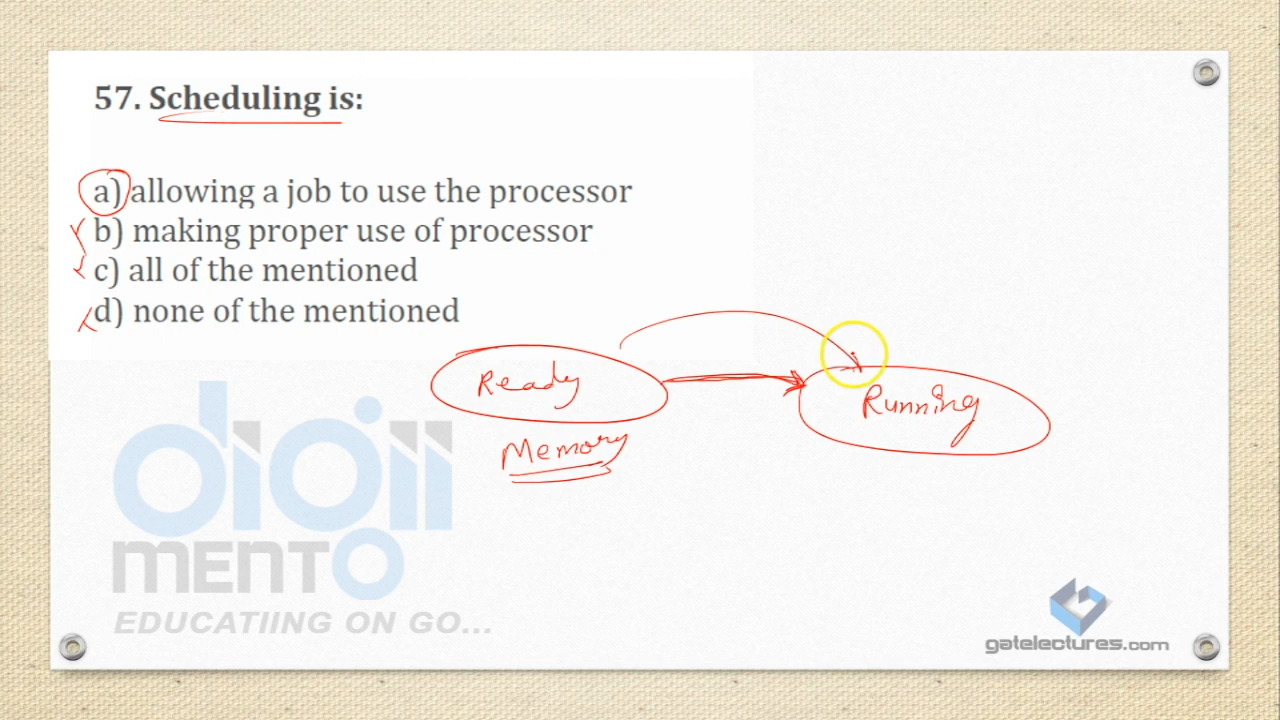 57. Scheduling is:
a) allowing a job to use the processor
b) making proper use of processor
c) all of the mentioned
d) none of the mentioned
Ready
Running
Memory
digii
MENTO
EDUCATIING ON GO...
gatelectures.com